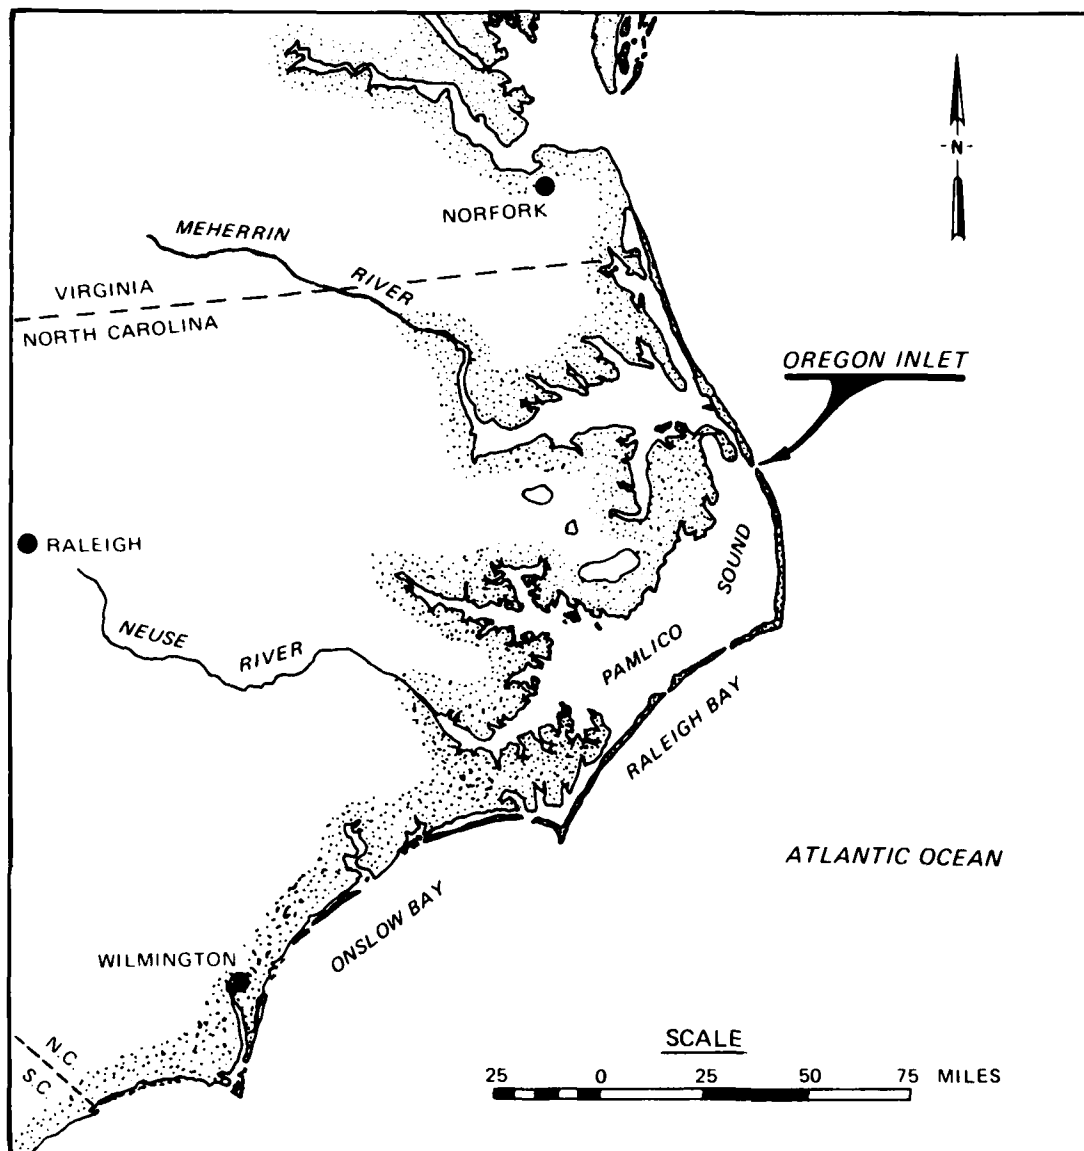 -N-
NORFORK
MEHERRIN
RIVER
VIRGINIA
NORTH CAROLINA
OREGON INLET
RALEIGH
SOUND
NEUSE
RIVER
PAMLICO
RALEIGH BAY
ATLANTIC OCEAN
ONSLOW BAY
WILMINGTON
N.C.
S.C.
SCALE
25 0 25 50 75 MILES